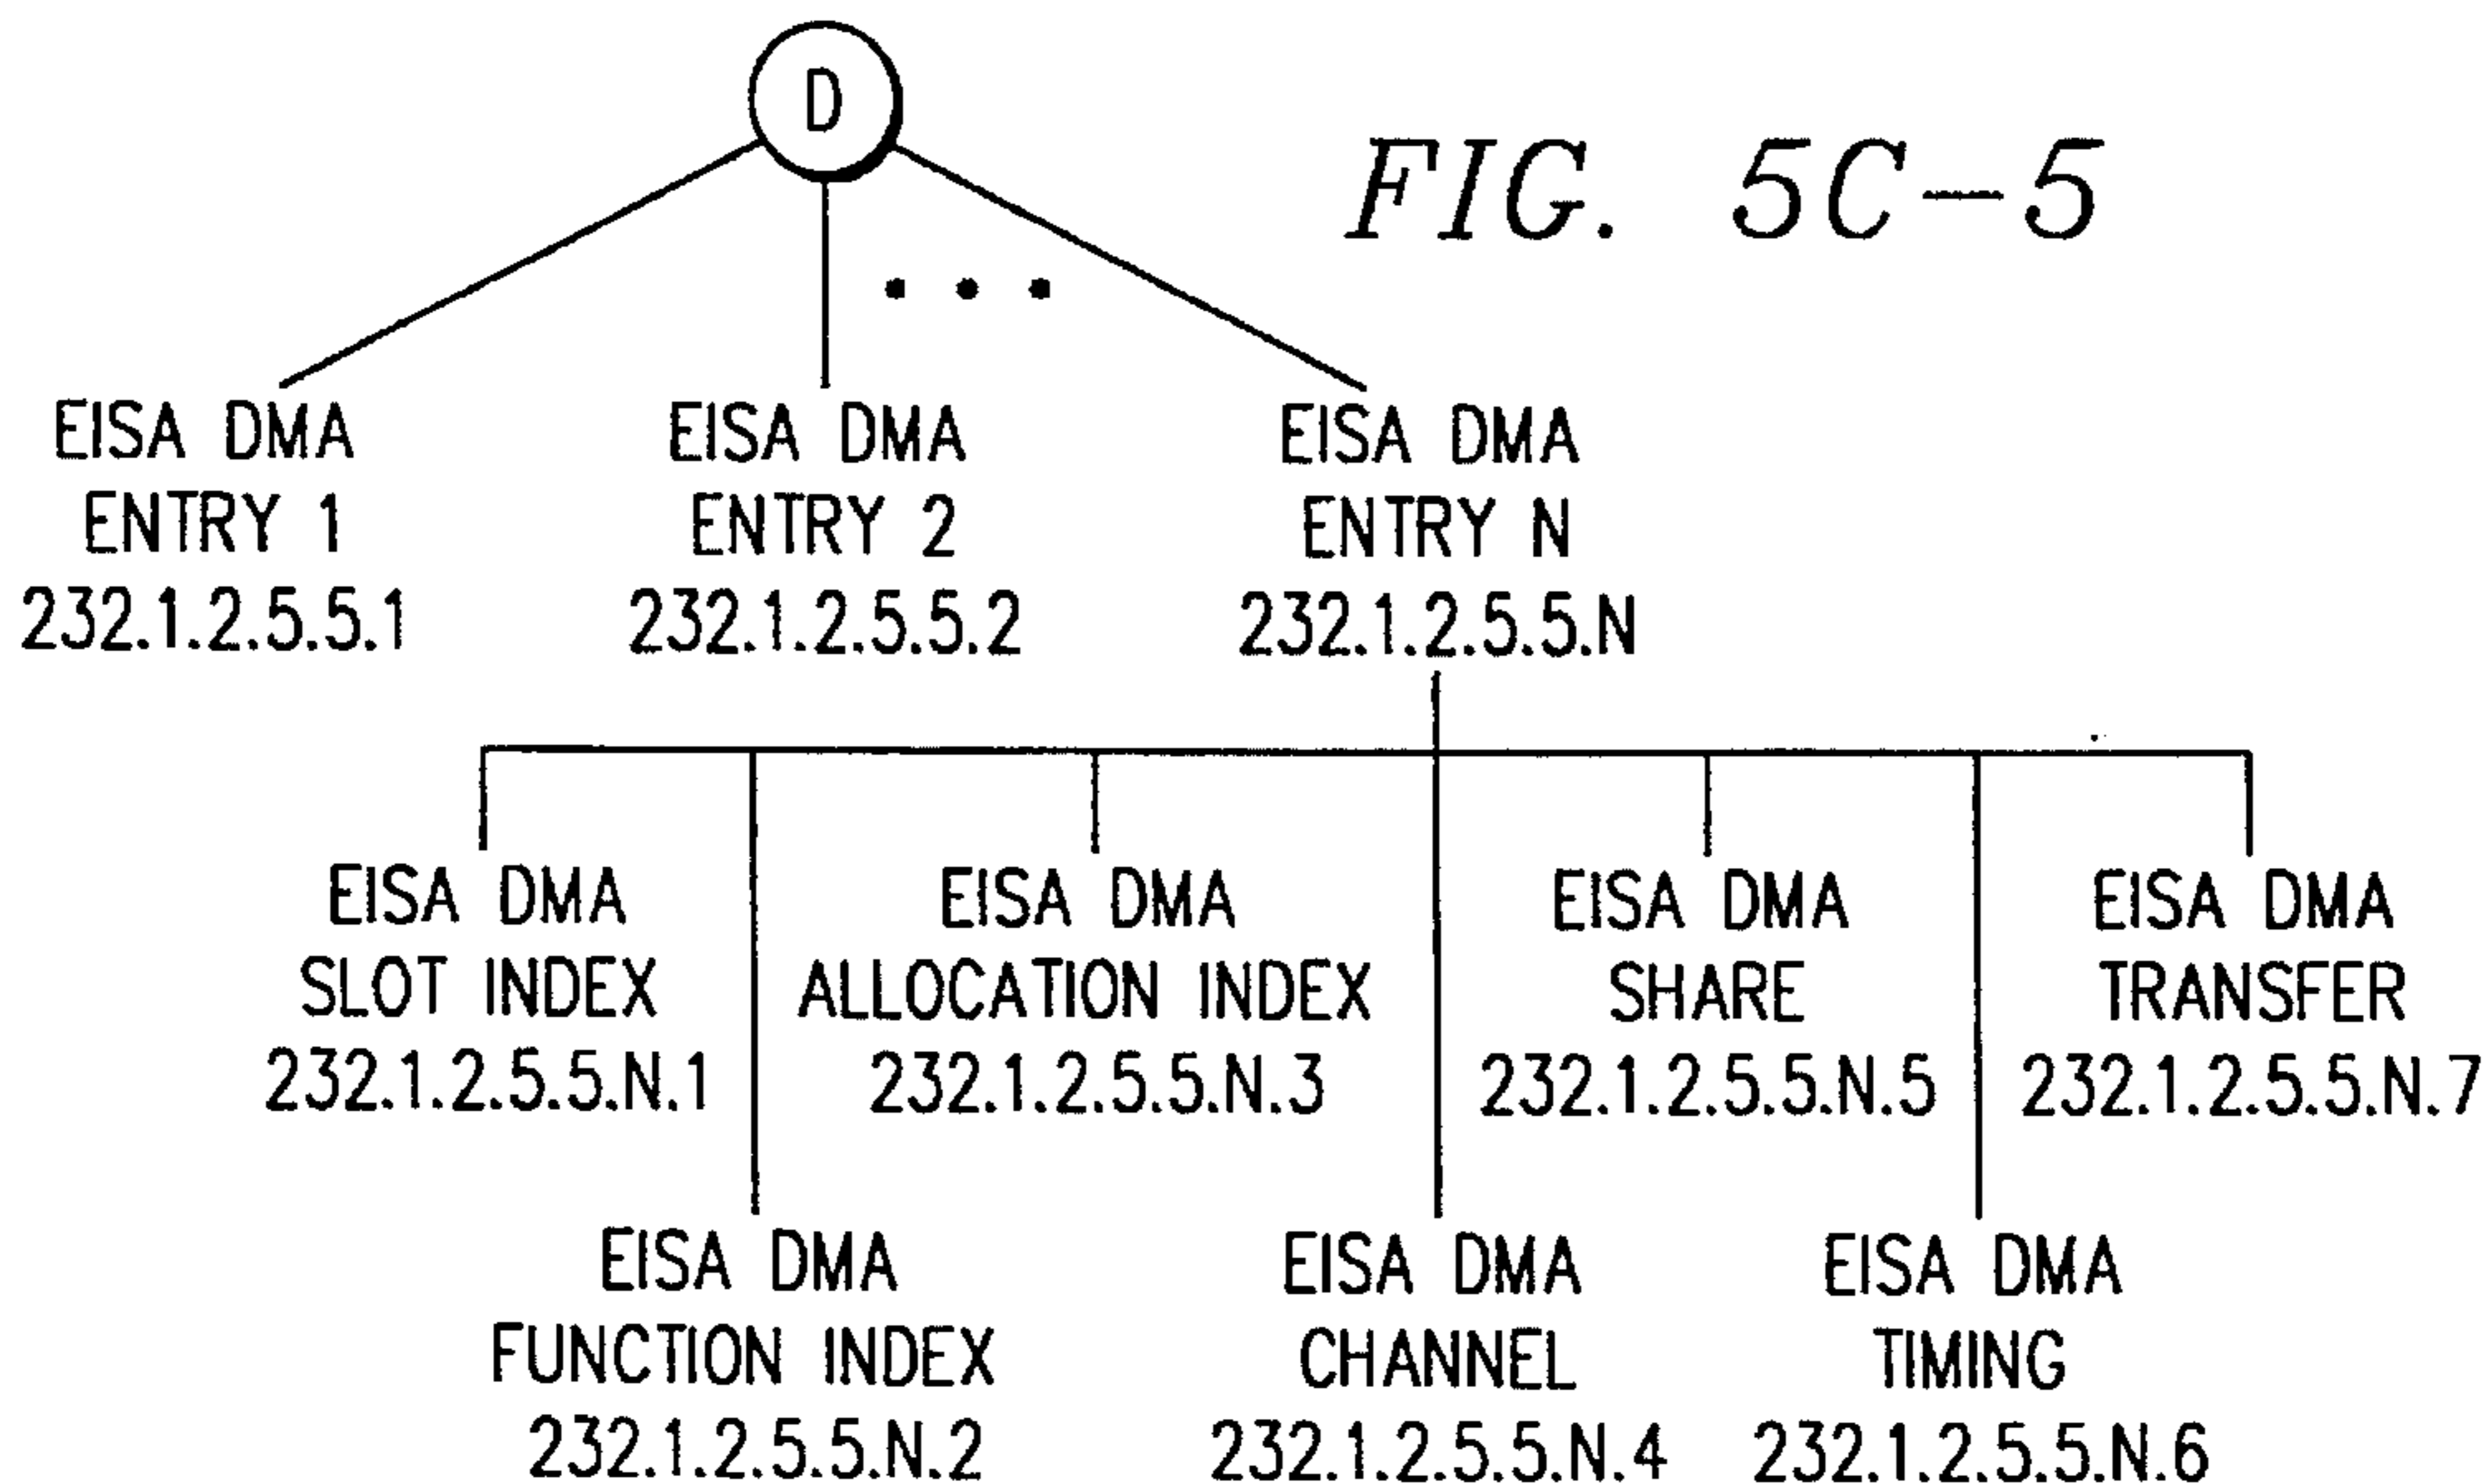 D
FIG. 5C-5
EISA DMA
ENTRY 1
232.1.2.5.5.1
EISA DMA
ENTRY 2
232.1.2.5.5.2
EISA DMA
ENTRY N
232.1.2.5.5.N
EISA DMA
SLOT INDEX
232.1.2.5.5.N.1
EISA DMA
ALLOCATION INDEX
232.1.2.5.5.N.3
EISA DMA
SHARE
232.1.2.5.5.N.5
EISA DMA
TRANSFER
232.1.2.5.5.N.7
EISA DMA
FUNCTION INDEX
232.1.2.5.5.N.2
EISA DMA
CHANNEL
232.1.2.5.5.N.4
EISA DMA
TIMING
232.1.2.5.5.N.6